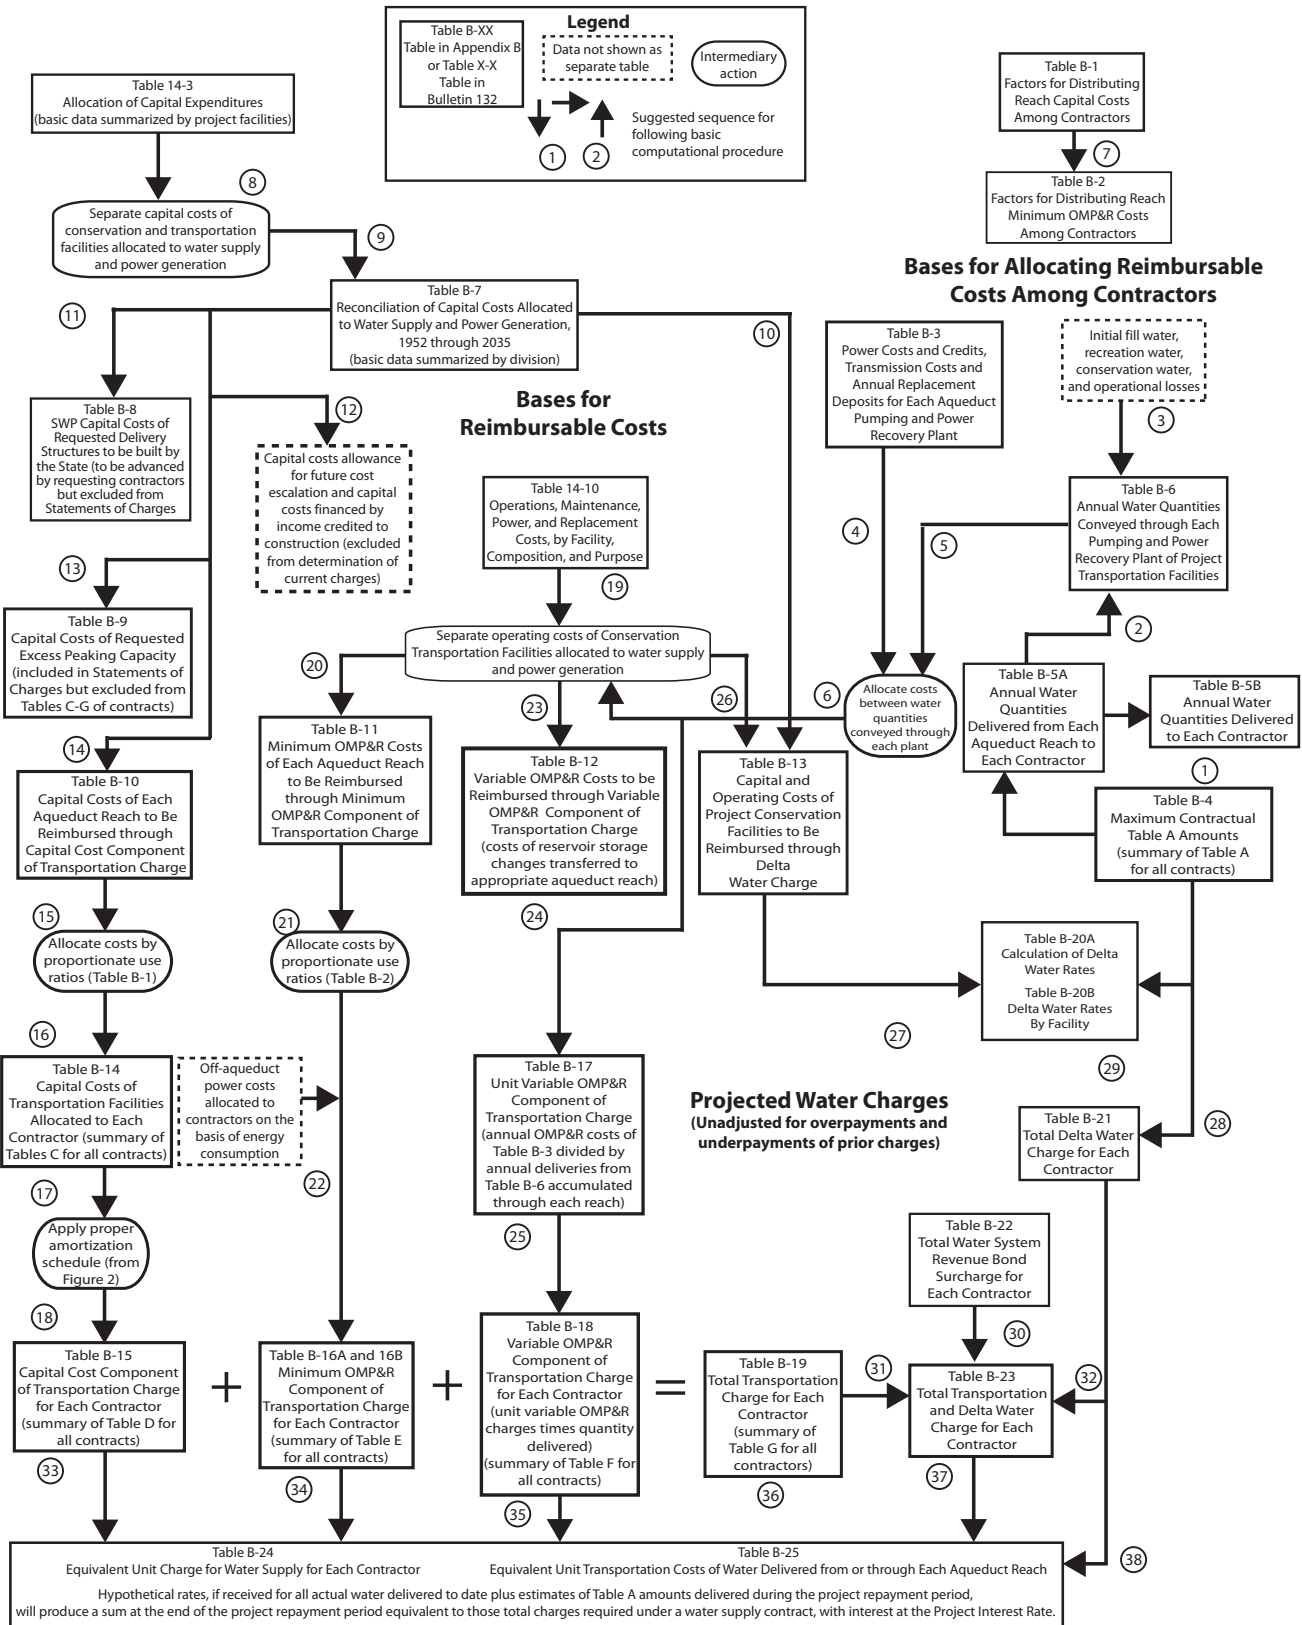 Legend
Table B-XX
Table in Appendix B
or Table X-X
Table in
Bulletin 132
Data not shown as
separate table
Intermediary
action
1
2
Suggested sequence for
following basic
computational procedure
Table 14-3
Allocation of Capital Expenditures
(basic data summarized by project facilities)
8
Separate capital costs of
conservation and transportation
facilities allocated to water supply
and power generation
9
Table B-1
Factors for Distributing
Reach Capital Costs
Among Contractors
7
Table B-2
Factors for Distributing Reach
Minimum OMP&R Costs
Among Contractors
Bases for Allocating Reimbursable
Costs Among Contractors
Table B-7
Reconciliation of Capital Costs Allocated
to Water Supply and Power Generation,
1952 through 2035
(basic data summarized by division)
11
10
Table B-3
Power Costs and Credits,
Transmission Costs and
Annual Replacement
Deposits for Each Aqueduct
Pumping and Power
Recovery Plant
Initial fill water,
recreation water,
conservation water,
and operational losses
3
Table B-8
SWP Capital Costs of
Requested Delivery
Structures to be built by
the State (to be advanced
by requesting contractors
but excluded from
Statements of Charges
12
Capital costs allowance
for future cost
escalation and capital
costs financed by
income credited to
construction (excluded
from determination of
current charges)
Bases for
Reimbursable Costs
Table 14-10
Operations, Maintenance,
Power, and Replacement
Costs, by Facility,
Composition, and Purpose
19
4
5
Table B-6
Annual Water Quantities
Conveyed through Each
Pumping and Power
Recovery Plant of Project
Transportation Facilities
2
13
Table B-9
Capital Costs of Requested
Excess Peaking Capacity
(included in Statements of
Charges but excluded from
Tables C-G of contracts)
20
Separate operating costs of Conservation
Transportation Facilities allocated to water supply
and power generation
23
26
6
Allocate costs
between water
quantities
conveyed through
each plant
Table B-5A
Annual Water
Quantities
Delivered from Each
Aqueduct Reach to
Each Contractor
Table B-5B
Annual Water
Quantities Delivered
to Each Contractor
1
14
Table B-10
Capital Costs of Each
Aqueduct Reach to Be
Reimbursed through
Capital Cost Component
of Transportation Charge
Table B-11
Minimum OMP&R Costs
of Each Aqueduct Reach
to Be Reimbursed
through Minimum
OMP&R Component of
Transportation Charge
Table B-12
Variable OMP&R Costs to be
Reimbursed through Variable
OMP&R Component of
Transportation Charge
(costs of reservoir storage
changes transferred to
appropriate aqueduct reach)
Table B-13
Capital and
Operating Costs of
Project Conservation
Facilities to Be
Reimbursed through
Delta
Water Charge
Table B-4
Maximum Contractual
Table A Amounts
(summary of Table A
for all contracts)
15
Allocate costs by
proportionate use
ratios (Table B-1)
21
Allocate costs by
proportionate use
ratios (Table B-2)
24
Table B-20A
Calculation of Delta
Water Rates
Table B-20B
Delta Water Rates
By Facility
27
29
16
Table B-14
Capital Costs of
Transportation Facilities
Allocated to Each
Contractor (summary of
Tables C for all contracts)
Off-aqueduct
power costs
allocated to
contractors on the
basis of energy
consumption
22
Table B-17
Unit Variable OMP&R
Component of
Transportation Charge
(annual OMP&R costs of
Table B-3 divided by
annual deliveries from
Table B-6 accumulated
through each reach)
Projected Water Charges
(Unadjusted for overpayments and
underpayments of prior charges)
Table B-21
Total Delta Water
Charge for Each
Contractor
28
17
Apply proper
amortization
schedule (from
Figure 2)
18
25
Table B-22
Total Water System
Revenue Bond
Surcharge for
Each Contractor
30
Table B-15
Capital Cost Component
of Transportation Charge
for Each Contractor
(summary of Table D for
all contracts)
+
Table B-16A and 16B
Minimum OMP&R
Component of
Transportation Charge
for Each Contractor
(summary of Table E
for all contracts)
+
Table B-18
Variable OMP&R
Component of
Transportation Charge
for Each Contractor
(unit variable OMP&R
charges times quantity
delivered)
(summary of Table F for
all contracts)
=
Table B-19
Total Transportation
Charge for Each
Contractor
(summary of
Table G for all
contractors)
31
Table B-23
Total Transportation
and Delta Water
Charge for Each
Contractor
32
33
34
35
36
37
38
Table B-24
Equivalent Unit Charge for Water Supply for Each Contractor
Table B-25
Equivalent Unit Transportation Costs of Water Delivered from or through Each Aqueduct Reach
Hypothetical rates, if received for all actual water delivered to date plus estimates of Table A amounts delivered during the project repayment period,
will produce a sum at the end of the project repayment period equivalent to those total charges required under a water supply contract, with interest at the Project Interest Rate.